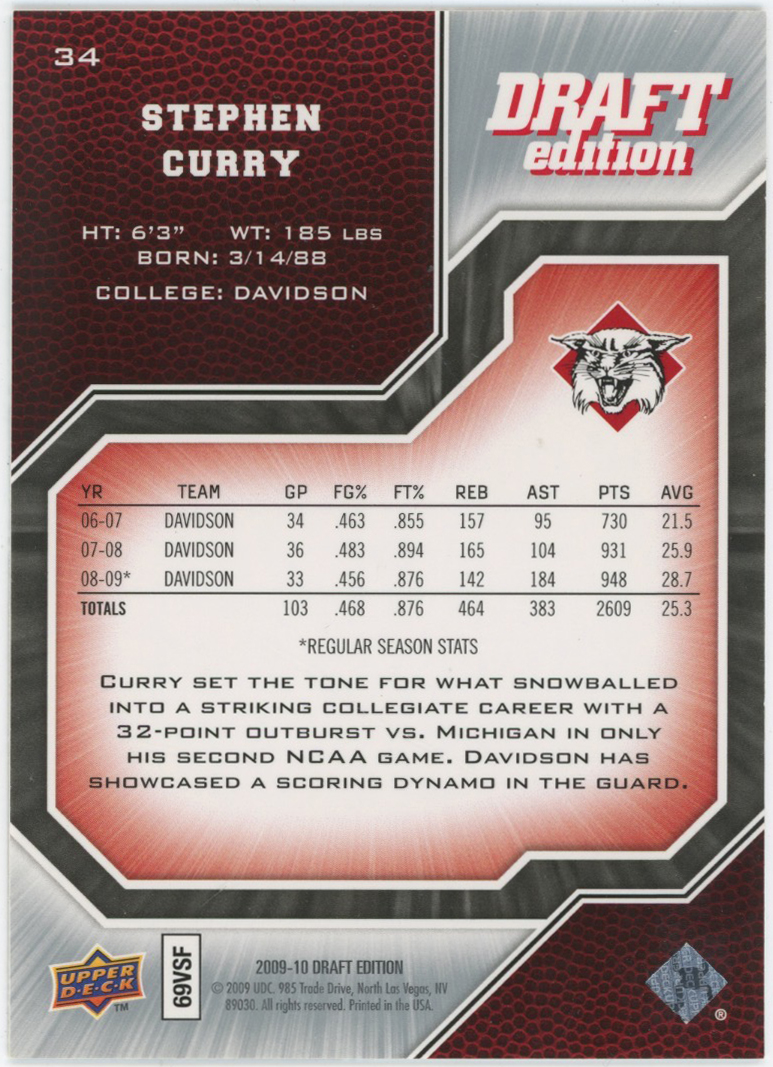 34
STEPHEN
CURRY
DRAFT
edition
HT: 6'3" WT: 185 LBS
BORN: 3/14/88
COLLEGE: DAVIDSON
YR TEAM GP FG% FT% REB AST PTS AVG
06-07 DAVIDSON 34 .463 .855 157 95 730 21.5
07-08 DAVIDSON 36 .483 .894 165 104 931 25.9
08-09* DAVIDSON 33 .456 .876 142 184 948 28.7
TOTALS 103 .468 .876 464 383 2609 25.3
*REGULAR SEASON STATS
CURRY SET THE TONE FOR WHAT SNOWBALLED
INTO A STRIKING COLLEGIATE CAREER WITH A
32-POINT OUTBURST VS. MICHIGAN IN ONLY
HIS SECOND NCAA GAME. DAVIDSON HAS
SHOWCASED A SCORING DYNAMO IN THE GUARD.
UPPER
D·E·C·K
™
69VSF
2009-10 DRAFT EDITION
© 2009 UDC. 985 Trade Drive, North Las Vegas, NV
89030. All rights reserved. Printed in the USA.
®